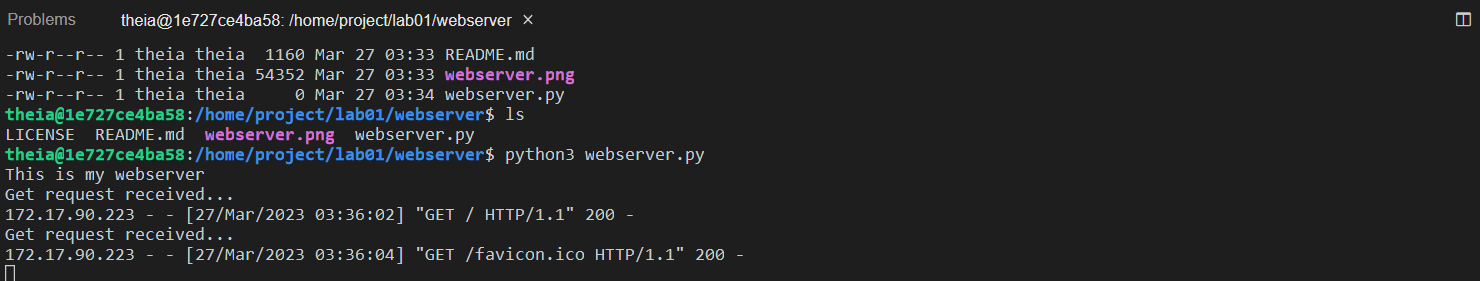 Problems theia@1e727ce4ba58: /home/project/lab01/webserver ×
-rw-r--r-- 1 theia theia  1160 Mar 27 03:33 README.md
-rw-r--r-- 1 theia theia 54352 Mar 27 03:33 webserver.png
-rw-r--r-- 1 theia theia     0 Mar 27 03:34 webserver.py
theia@1e727ce4ba58:/home/project/lab01/webserver$ ls
LICENSE  README.md  webserver.png  webserver.py
theia@1e727ce4ba58:/home/project/lab01/webserver$ python3 webserver.py
This is my webserver
Get request received...
172.17.90.223 - - [27/Mar/2023 03:36:02] "GET / HTTP/1.1" 200 -
Get request received...
172.17.90.223 - - [27/Mar/2023 03:36:04] "GET /favicon.ico HTTP/1.1" 200 -